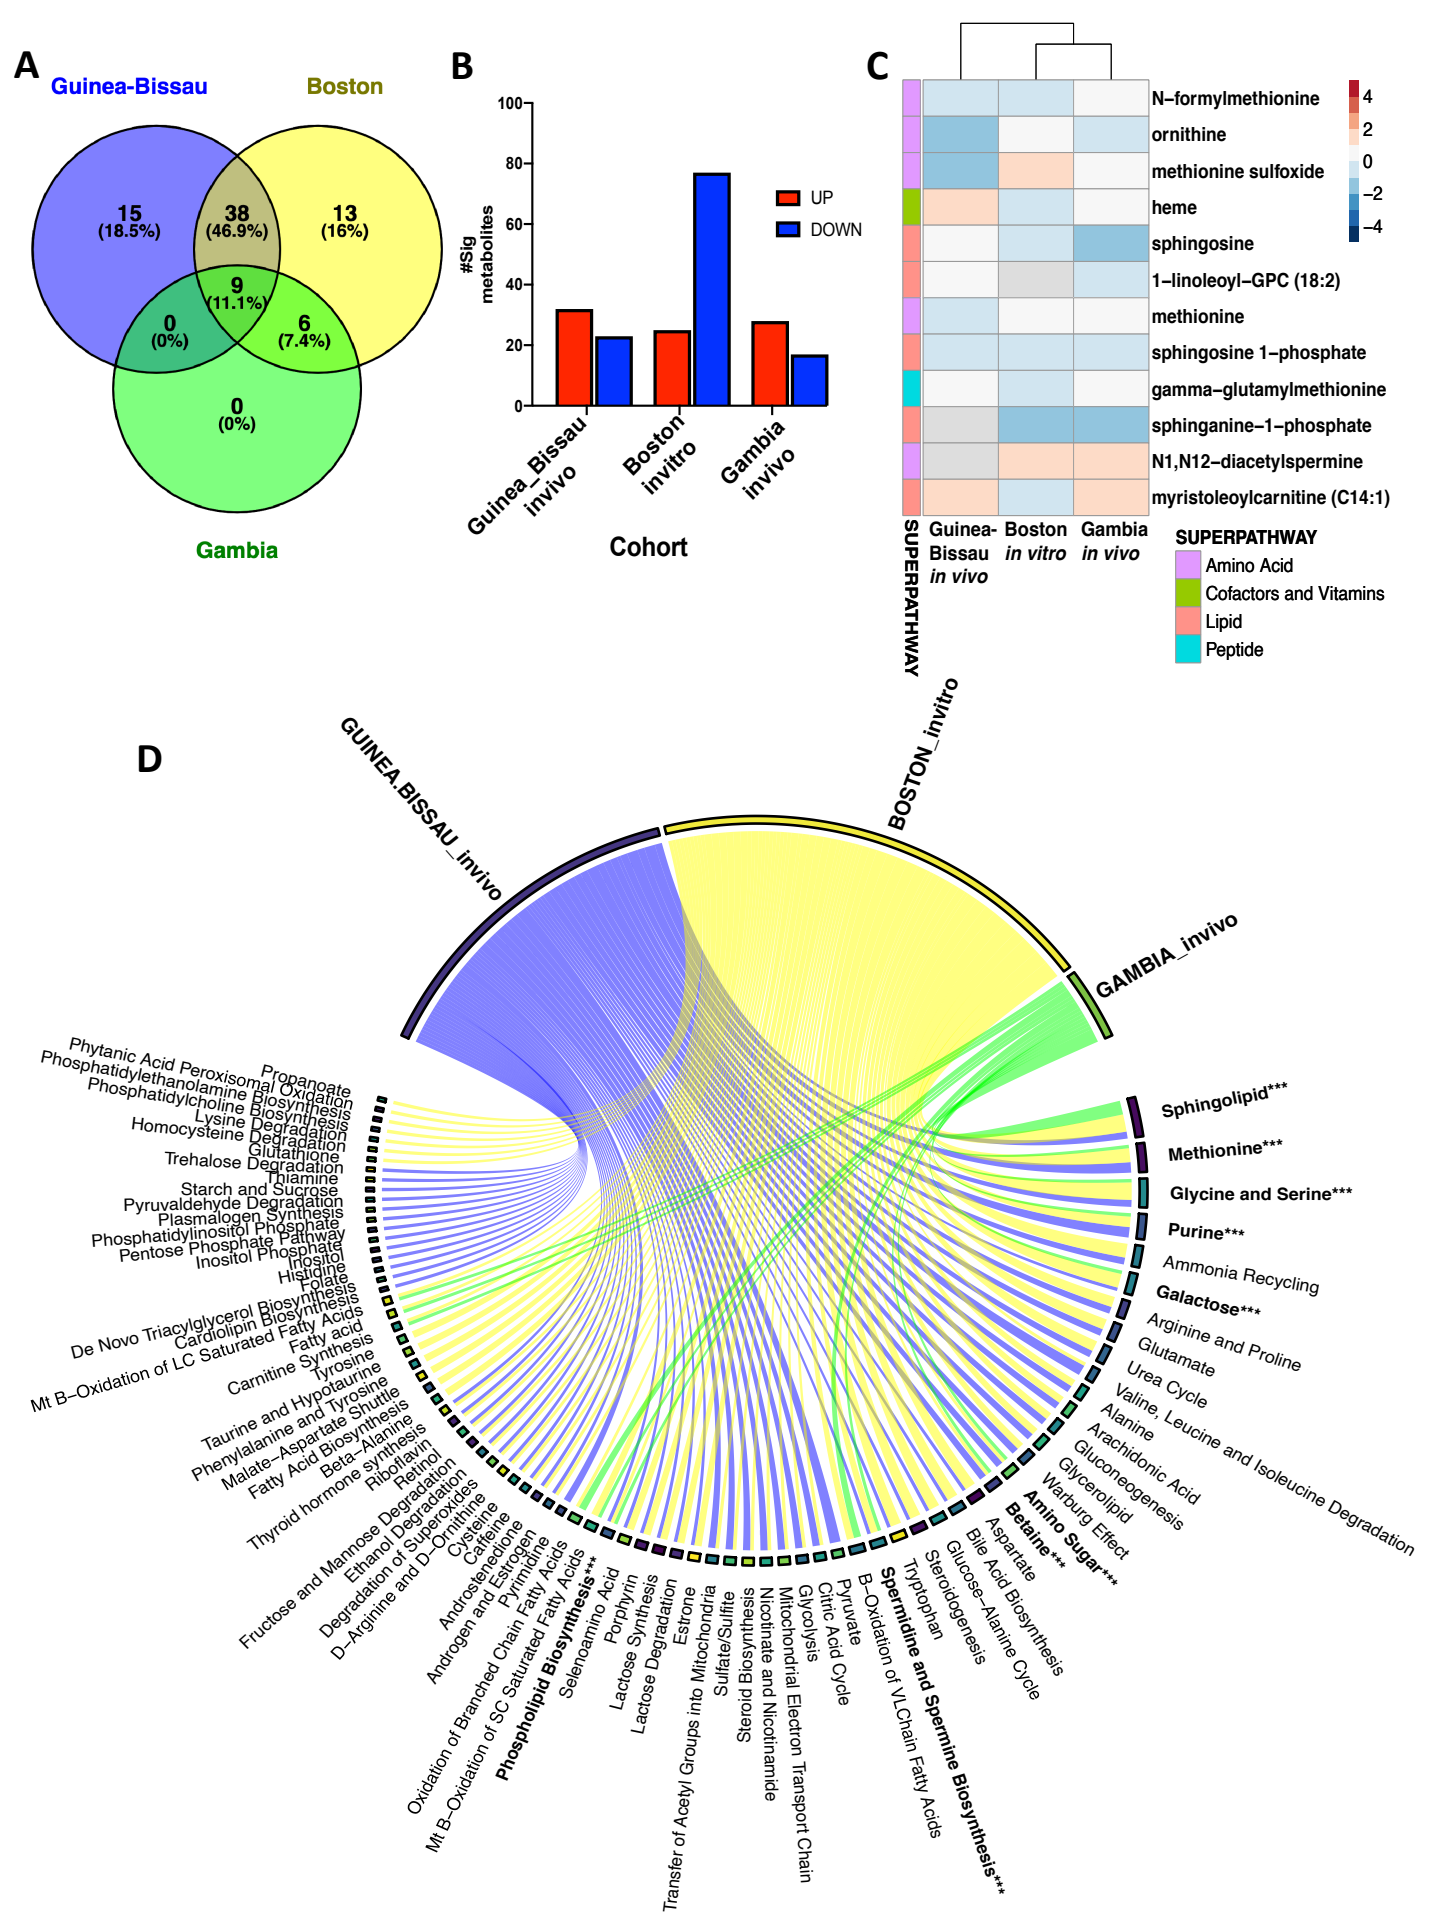 A
Guinea-Bissau
Boston
15
(18.5%)
38
(46.9%)
13
(16%)
9
(11.1%)
0
(0%)
6
(7.4%)
0
(0%)
Gambia
B
#Sig
metabolites
100
80
60
40
20
0
UP
DOWN
Guinea_Bissau
invivo
Boston
invitro
Gambia
invivo
Cohort
C
N−formylmethionine
ornithine
methionine sulfoxide
heme
sphingosine
1−linoleoyl−GPC (18:2)
methionine
sphingosine 1−phosphate
gamma−glutamylmethionine
sphinganine−1−phosphate
N1,N12−diacetylspermine
myristoleoylcarnitine (C14:1)
4
2
0
−2
−4
SUPERPATHWAY
Guinea-
Bissau
in vivo
Boston
in vitro
Gambia
in vivo
SUPERPATHWAY
Amino Acid
Cofactors and Vitamins
Lipid
Peptide
D
GUINEA.BISSAU_invivo
BOSTON_invitro
GAMBIA_invivo
Sphingolipid***
Methionine***
Glycine and Serine***
Purine***
Ammonia Recycling
Galactose***
Arginine and Proline
Glutamate
Urea Cycle
Valine, Leucine and Isoleucine Degradation
Alanine
Arachidonic Acid
Gluconeogenesis
Glycerolipid
Warburg Effect
Amino Sugar***
Betaine***
Aspartate
Bile Acid Biosynthesis
Glucose−Alanine Cycle
Steroidogenesis
Tryptophan
Spermidine and Spermine Biosynthesis***
B−Oxidation of VLChain Fatty Acids
Pyruvate
Citric Acid Cycle
Glycolysis
Mitochondrial Electron Transport Chain
Nicotinate and Nicotinamide
Steroid Biosynthesis
Sulfate/Sulfite
Transfer of Acetyl Groups into Mitochondria
Estrone
Lactose Degradation
Lactose Synthesis
Porphyrin
Selenoamino Acid
Phospholipid Biosynthesis***
Mt B−Oxidation of SC Saturated Fatty Acids
Oxidation of Branched Chain Fatty Acids
Pyrimidine
Androgen and Estrogen
Androstenedione
Caffeine
Cysteine
D−Arginine and D−Ornithine
Degradation of Superoxides
Ethanol Degradation
Fructose and Mannose Degradation
Retinol
Riboflavin
Thyroid hormone synthesis
Beta−Alanine
Fatty Acid Biosynthesis
Malate−Aspartate Shuttle
Phenylalanine and Tyrosine
Taurine and Hypotaurine
Tyrosine
Carnitine Synthesis
Fatty acid
Mt B−Oxidation of LC Saturated Fatty Acids
Cardiolipin Biosynthesis
De Novo Triacylglycerol Biosynthesis
Folate
Histidine
Inositol
Inositol Phosphate
Pentose Phosphate Pathway
Phosphatidylinositol Phosphate
Plasmalogen Synthesis
Pyruvaldehyde Degradation
Starch and Sucrose
Thiamine
Trehalose Degradation
Glutathione
Homocysteine Degradation
Lysine Degradation
Phosphatidylcholine Biosynthesis
Phosphatidylethanolamine Biosynthesis
Phytanic Acid Peroxisomal Oxidation
Propanoate